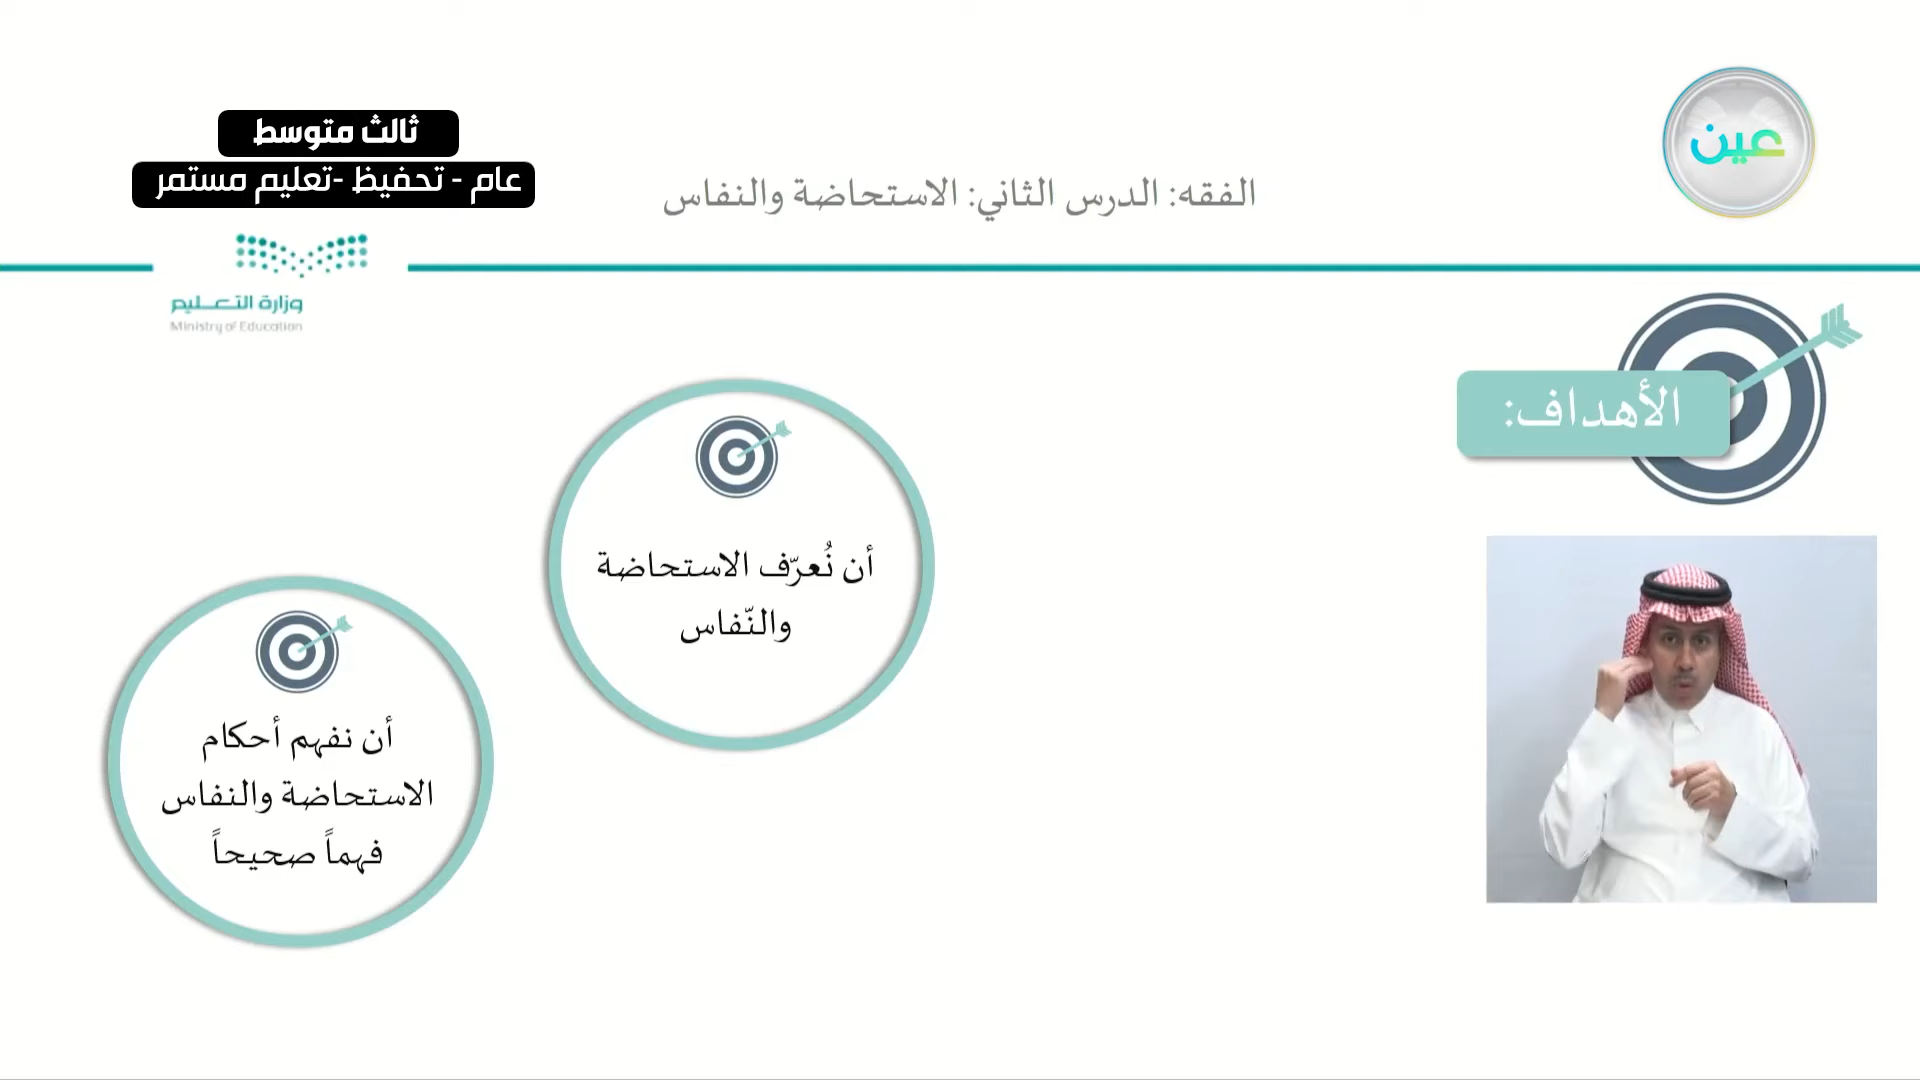 عين
ثالث متوسط
عام - تحفيظ -تعليم مستمر
الفقه: الدرس الثاني: الاستحاضة والنفاس
وزارة التعـــليم
Ministry of Education
الأهداف:
أن نُعرّف الاستحاضة
والنّفاس
أن نفهم أحكام
الاستحاضة والنفاس
فهماً صحيحاً